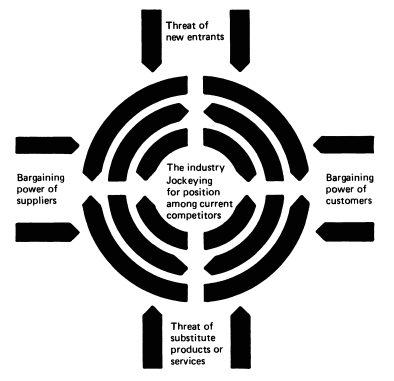 Threat of
new entrants
Bargaining
power of
suppliers
The industry
Jockeying
for position
among current
competitors
Bargaining
power of
customers
Threat of
substitute
products or
services